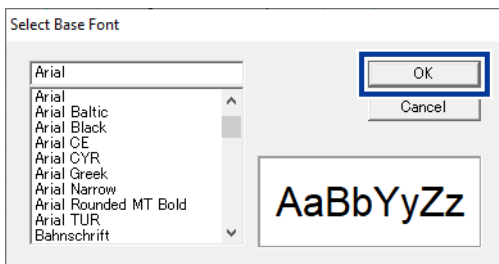 Select Base Font
Arial
OK
Cancel
Arial
Arial Baltic
Arial Black
Arial CE
Arial CYR
Arial Greek
Arial Narrow
Arial Rounded MT Bold
Arial TUR
Bahnschrift
AaBbYyZz